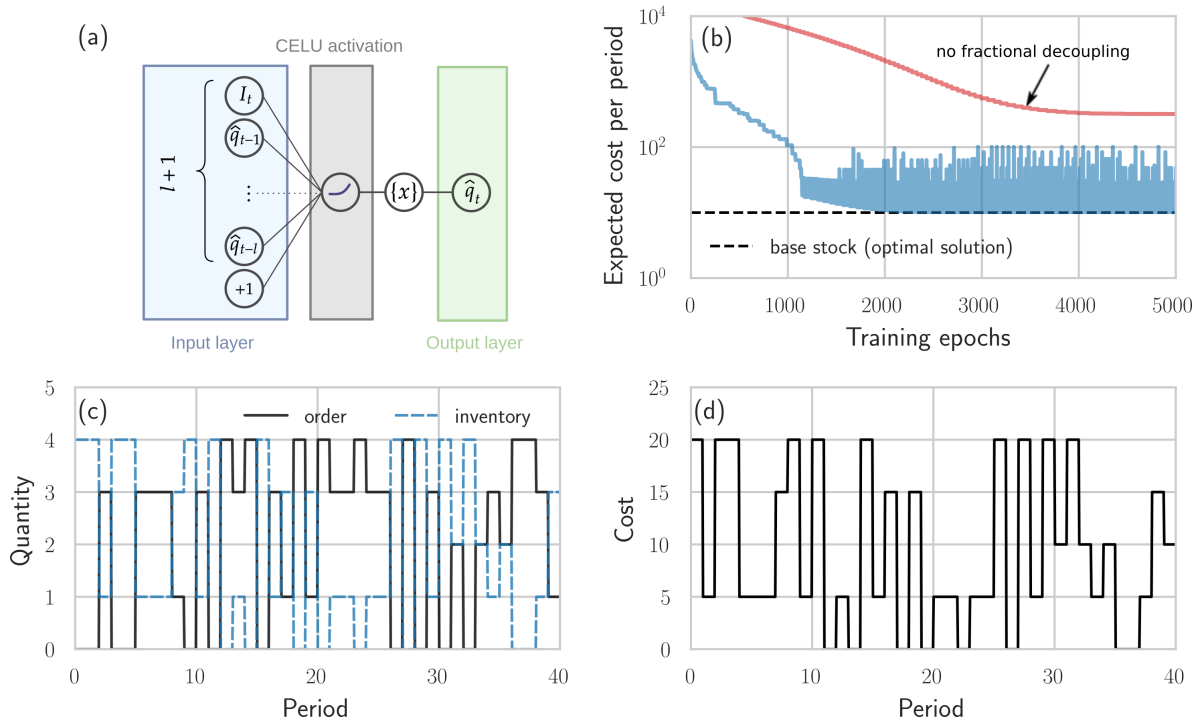 (a)
CELU activation
l + 1
I_t
q̂_{t−1}
⋮
q̂_{t−l}
+1
{x}
q̂_t
Input layer
Output layer
(b)
Expected cost per period
10^4
10^2
10^0
no fractional decoupling
base stock (optimal solution)
0 1000 2000 3000 4000 5000
Training epochs
(c)
Quantity
5
4
3
2
1
0
order
inventory
0 10 20 30 40
Period
(d)
Cost
25
20
15
10
5
0
0 10 20 30 40
Period